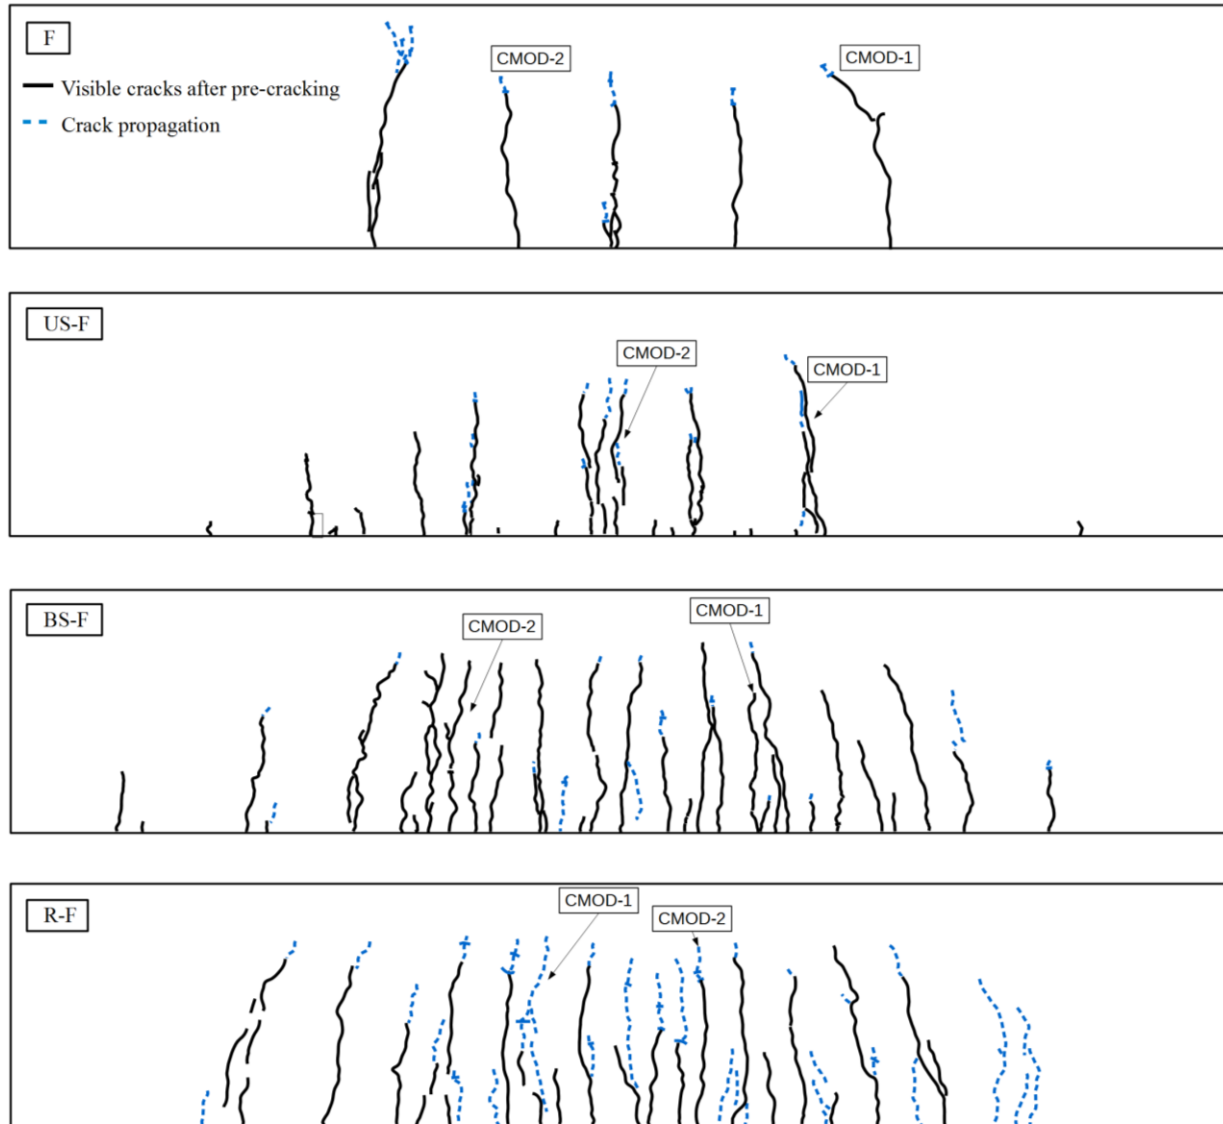 F
CMOD-2
CMOD-1
Visible cracks after pre-cracking
Crack propagation
US-F
CMOD-2
CMOD-1
BS-F
CMOD-2
CMOD-1
R-F
CMOD-1
CMOD-2